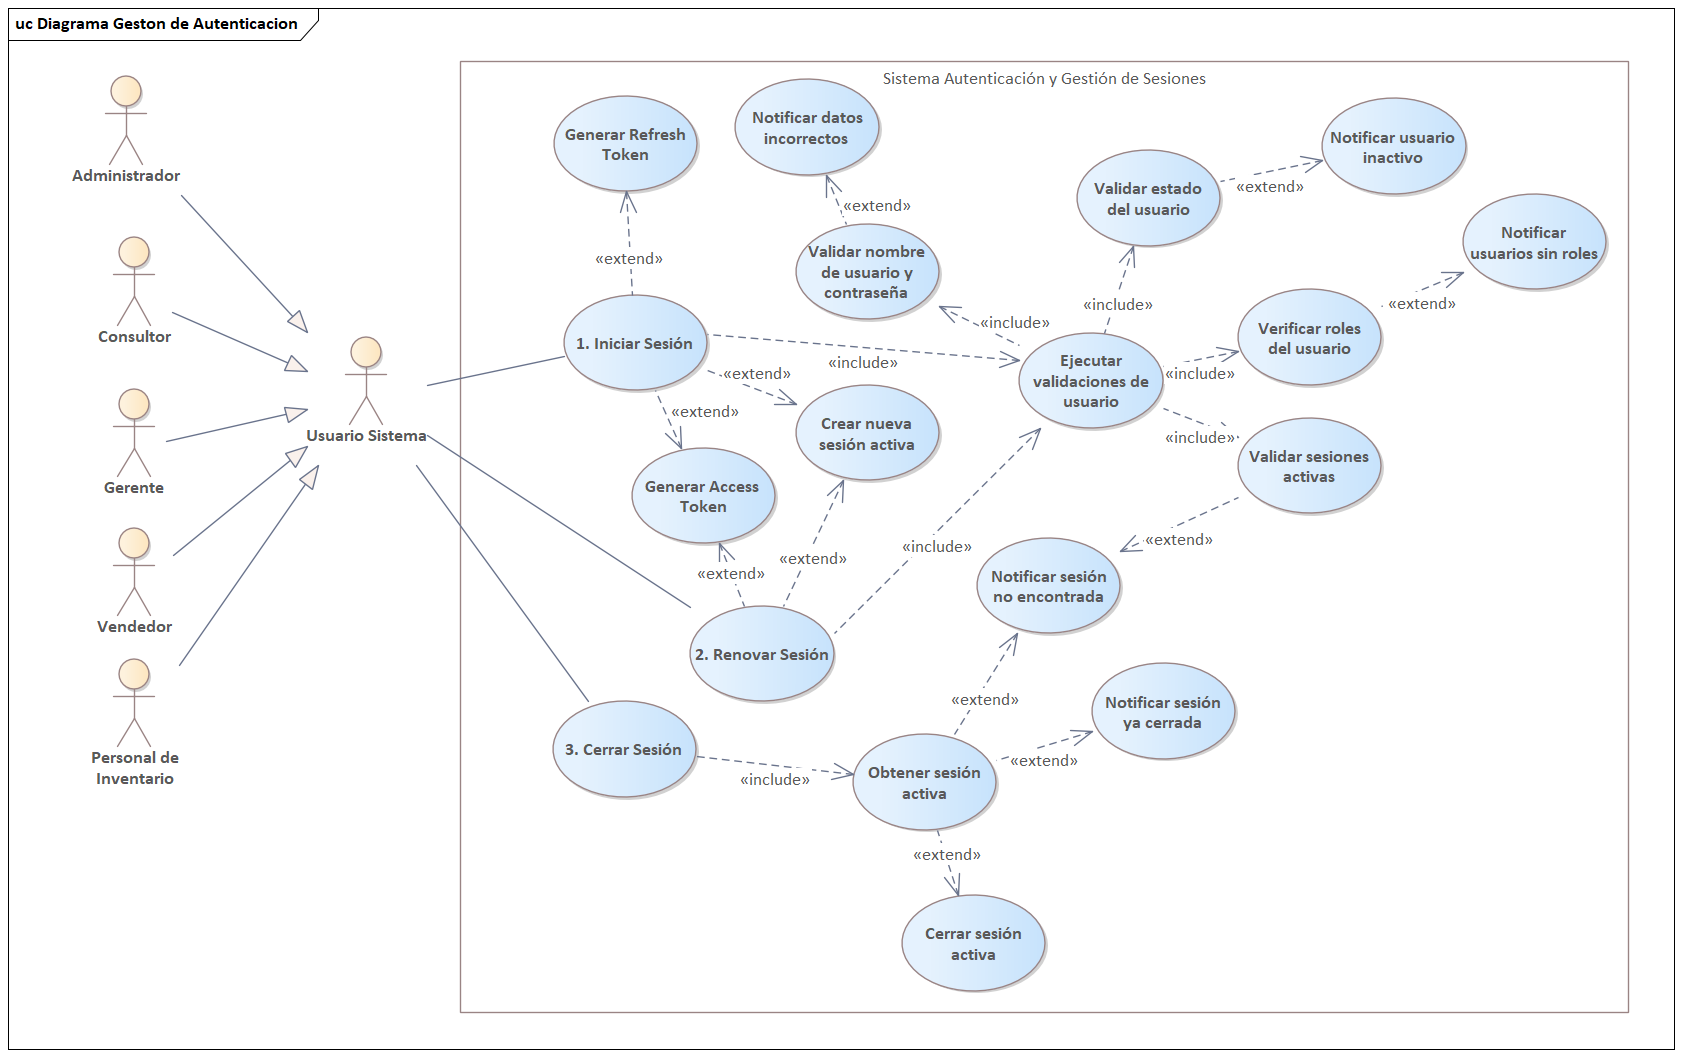 uc Diagrama Geston de Autenticacion
Sistema Autenticación y Gestión de Sesiones
Administrador
Consultor
Gerente
Vendedor
Personal de
Inventario
Usuario Sistema
Generar Refresh
Token
«extend»
1. Iniciar Sesión
Notificar datos
incorrectos
«extend»
Validar nombre
de usuario y
contraseña
«include»
«include»
«extend»
«extend»
Crear nueva
sesión activa
Generar Access
Token
«extend»
«extend»
2. Renovar Sesión
«include»
Ejecutar
validaciones de
usuario
«include»
Validar estado
del usuario
«extend»
Notificar usuario
inactivo
«include»
Verificar roles
del usuario
«extend»
Notificar
usuarios sin roles
«include»
Validar sesiones
activas
«extend»
Notificar sesión
no encontrada
«extend»
3. Cerrar Sesión
«include»
Obtener sesión
activa
«extend»
Notificar sesión
ya cerrada
«extend»
Cerrar sesión
activa